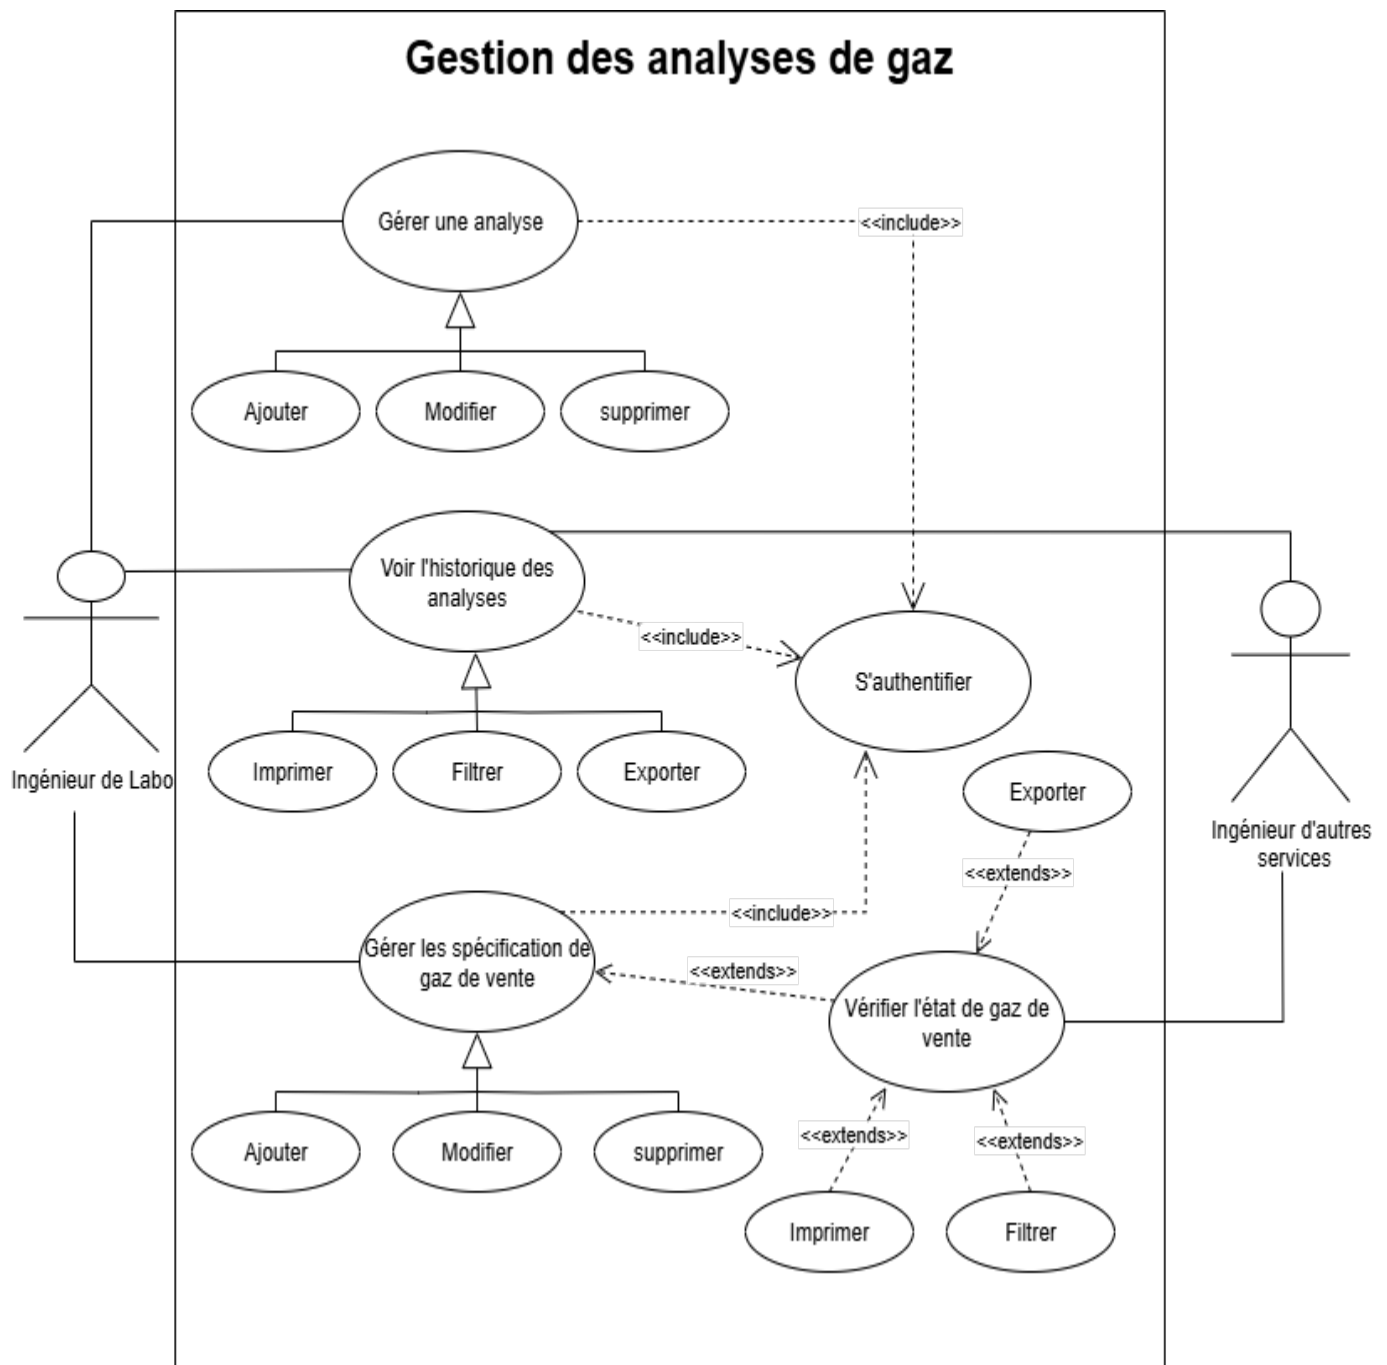 Gestion des analyses de gaz
Gérer une analyse
<<include>>
Ajouter
Modifier
supprimer
Voir l'historique des
analyses
<<include>>
S'authentifier
Imprimer
Filtrer
Exporter
Ingénieur de Labo
Exporter
Ingénieur d'autres
services
<<extends>>
<<include>>
Gérer les spécification de
gaz de vente
<<extends>>
Vérifier l'état de gaz de
vente
Ajouter
Modifier
supprimer
<<extends>>
<<extends>>
Imprimer
Filtrer